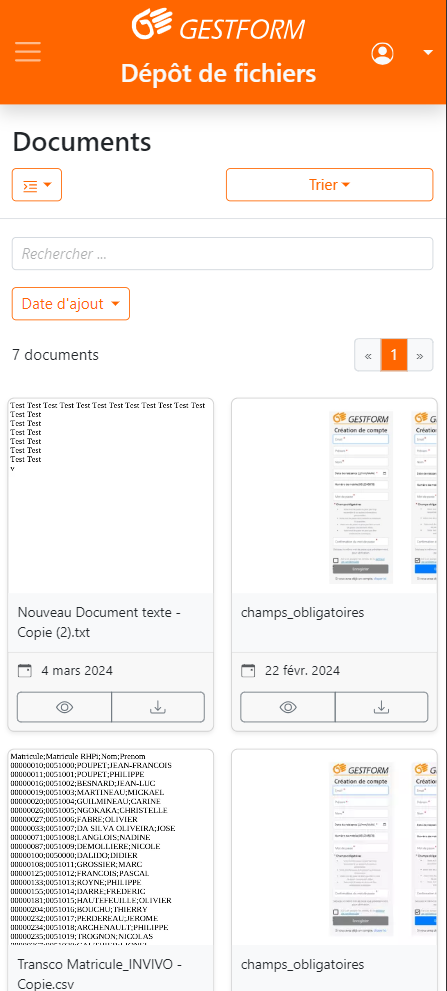 GESTFORM
Dépôt de fichiers
Documents
Trier
Rechercher ...
Date d'ajout
7 documents
« 1 »
Test Test Test Test Test Test Test Test Test Test Test Test
Test Test
Test Test
Test Test
Test Test
Test Test
Test Test
v
GESTFORM
Création de compte
Nouveau Document texte -
Copie (2).txt
4 mars 2024
champs_obligatoires
22 févr. 2024
Matricule;Matricule RHPi;Nom;Prenom
00000010;0051000;POUPET;JEAN-FRANCOIS
00000011;0051001;POUPET;PHILIPPE
00000016;0051002;BESNARD;JEAN-LUC
00000019;0051003;MARTINEAU;MICKAEL
00000020;0051004;GUILMINEAU;CARINE
00000026;0051005;NGOKAKA;CHRISTELLE
00000027;0051006;FABRE;OLIVIER
00000033;0051007;DA SILVA OLIVEIRA;JOSE
00000071;0051008;LANGLOIS;NADINE
00000087;0051009;DEMOLLIERE;NICOLE
00000100;0050000;DALIDO;DIDIER
00000108;0051011;GROSSIER;MARC
00000125;0051012;FRANCOIS;PASCAL
00000133;0051013;ROYNE;PHILIPPE
00000155;0051014;DARRE;FREDERIC
00000181;0051015;HAUTEFEUILLE;OLIVIER
00000204;0051016;BOUCHU;THIERRY
00000232;0051017;PERDEREAU;JEROME
00000234;0051018;ARCHENAULT;PHILIPPE
00000250;0051019;TROGNON;NICOLAS
GESTFORM
Création de compte
Transco Matricule_INVIVO -
Copie.csv
champs_obligatoires